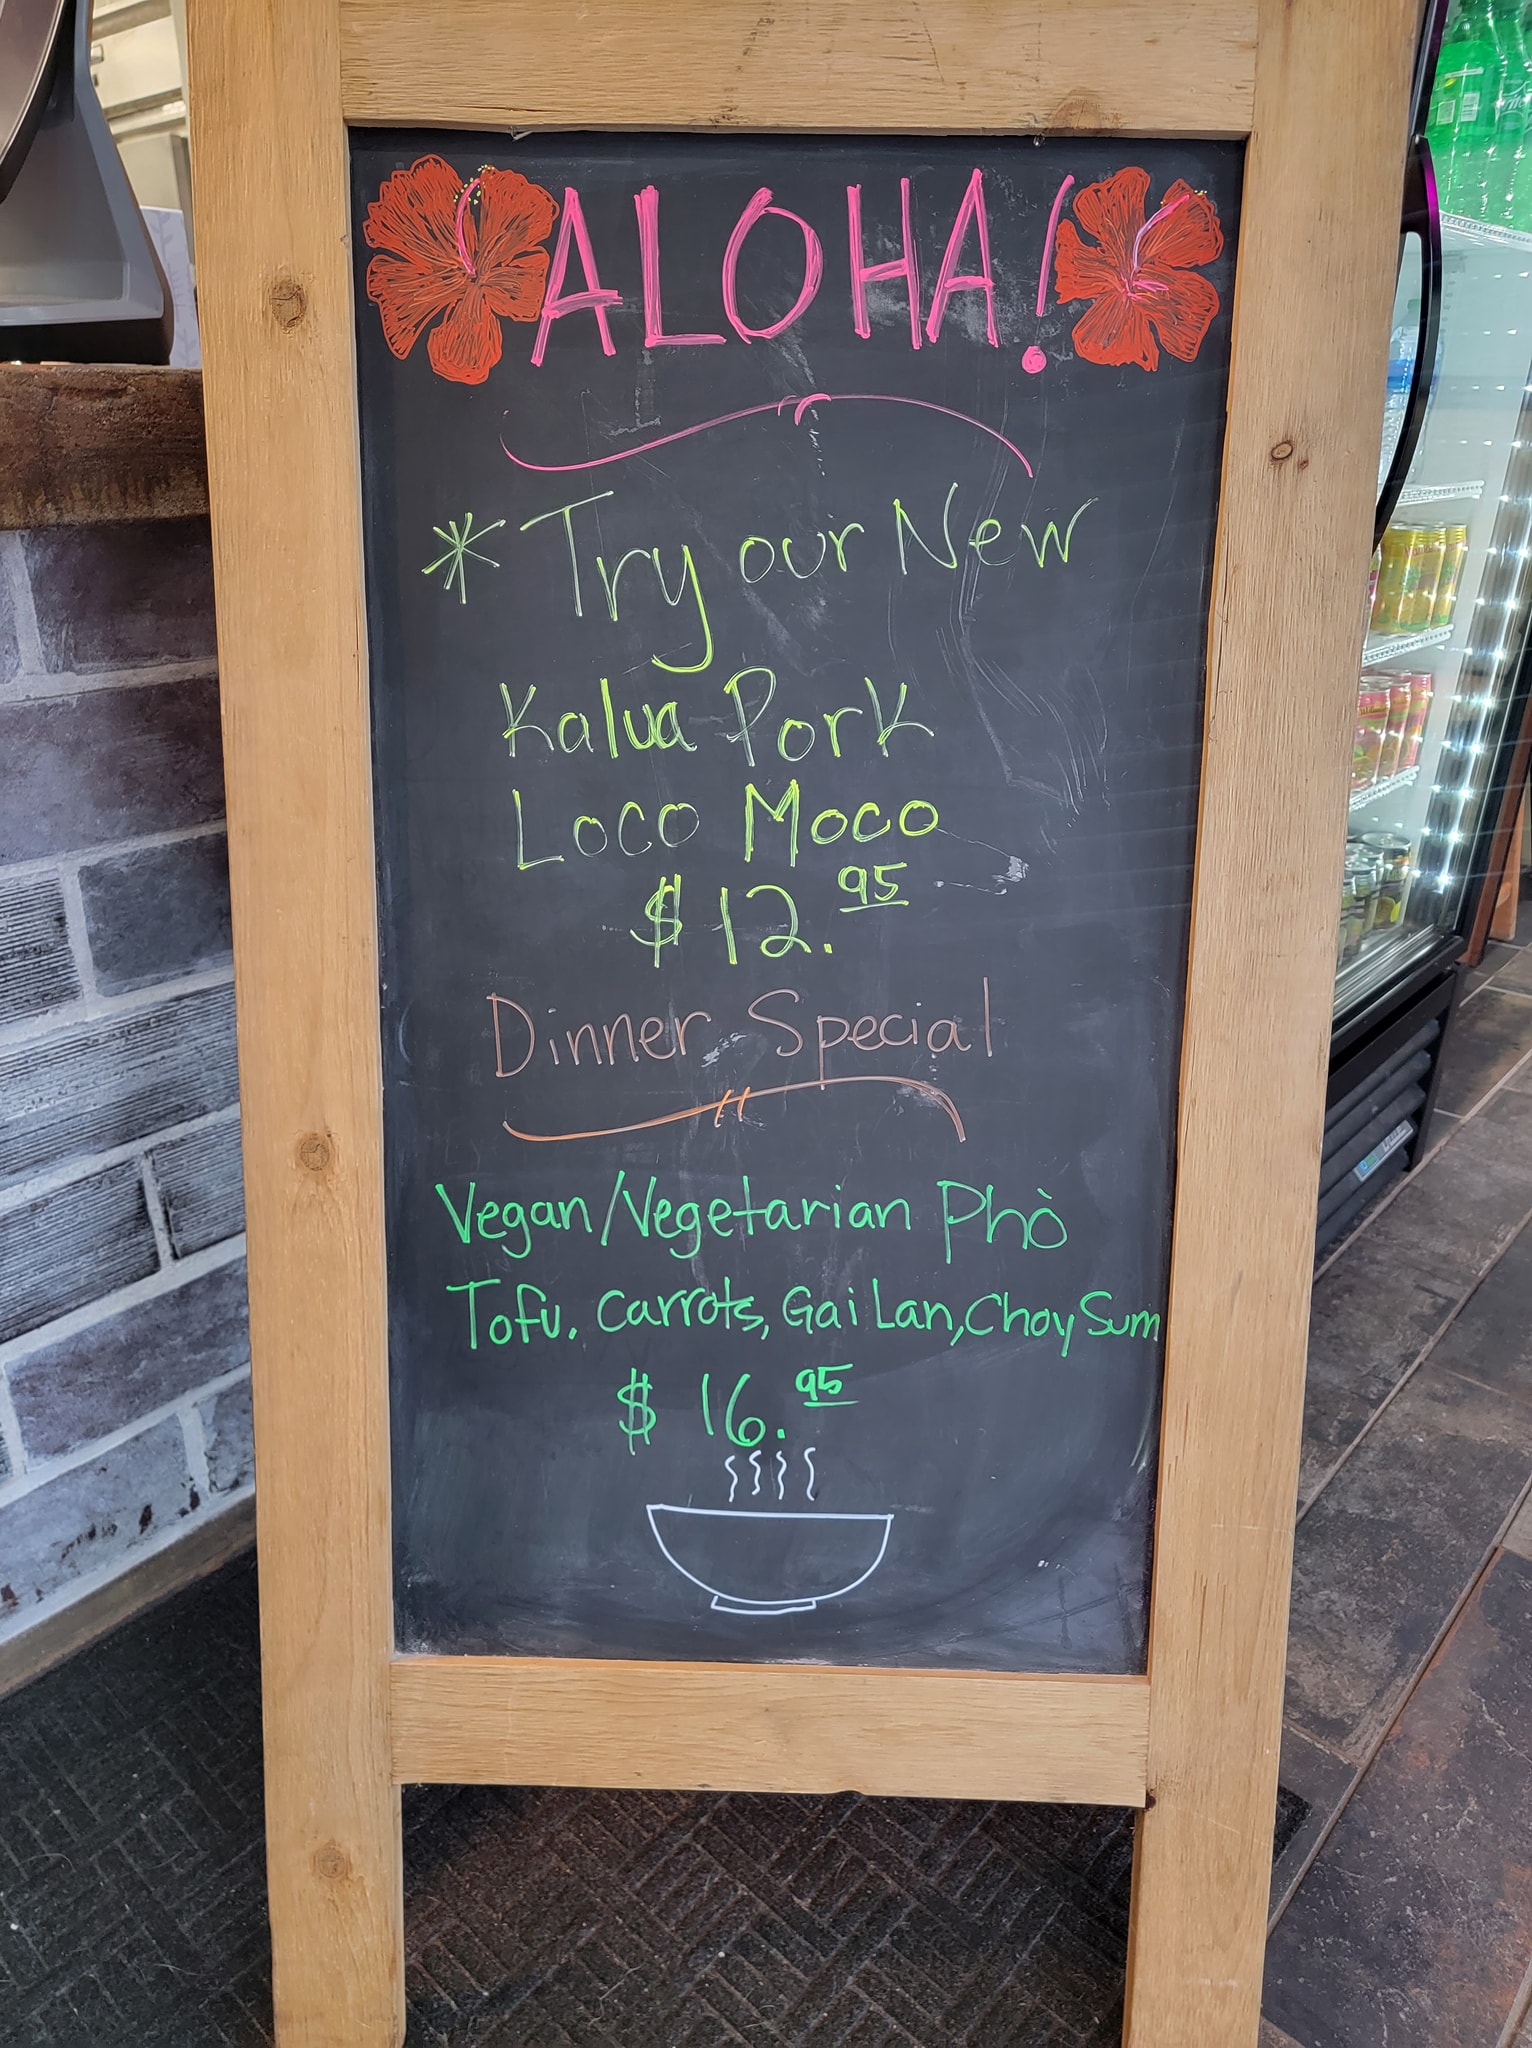 ALOHA!
* Try our New
Kalua Pork
Loco Moco
$12.95
Dinner Special
Vegan/Vegetarian Phò
Tofu. Carrots, Gai Lan, Choy Sum
$16.95